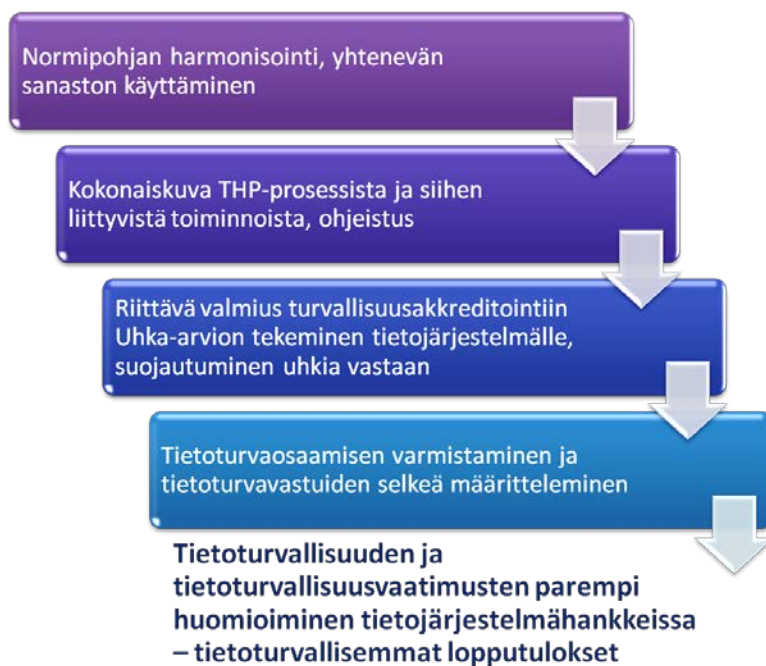 Normipohjan harmonisointi, yhtenevän
sanaston käyttäminen
Kokonaiskuva THP-prosessista ja siihen
liittyvistä toiminnoista, ohjeistus
Riittävä valmius turvallisuusakkreditointiin
Uhka-arvion tekeminen tietojärjestelmälle,
suojautuminen uhkia vastaan
Tietoturvaosaamisen varmistaminen ja
tietoturvavastuiden selkeä määritteleminen
Tietoturvallisuuden ja
tietoturvallisuusvaatimusten parempi
huomioiminen tietojärjestelmähankkeissa
– tietoturvallisemmat lopputulokset